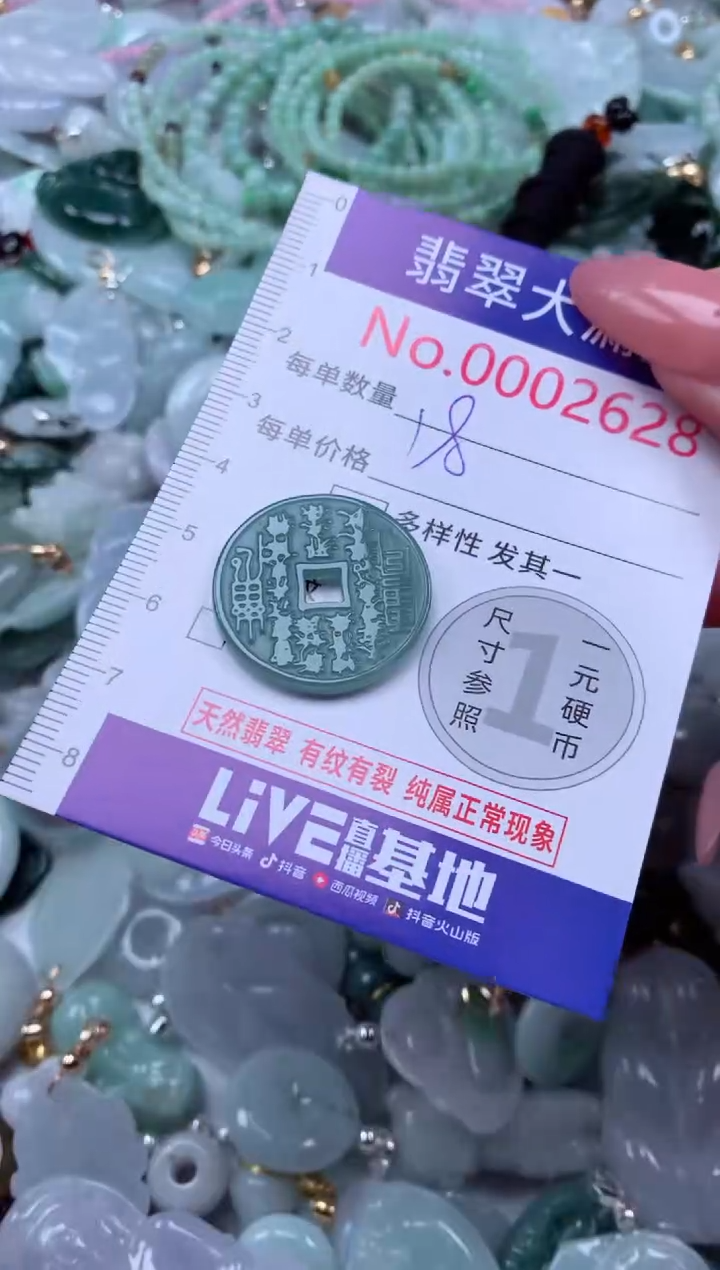 0
1
2
3
4
5
6
7
8
翡翠大
No.0002628
每单数量 18
每单价格
多样性 发其一
尺寸参照
1
一元硬币
天然翡翠 有纹有裂 纯属正常现象
LiVE直播基地
今日头条 抖音 西瓜视频 抖音火山版